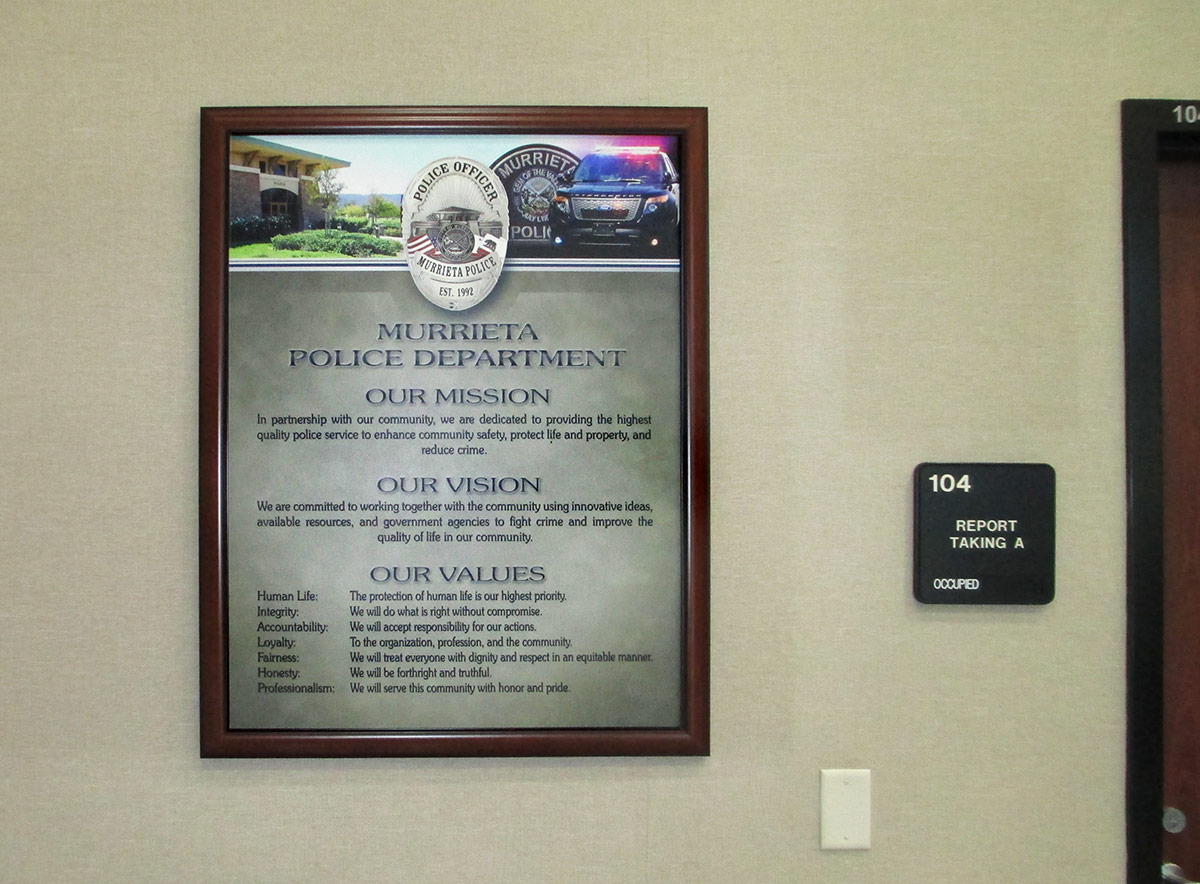 POLICE OFFICER
MURRIETA POLICE
EST. 1992
MURRIETA
POLICE DEPARTMENT
OUR MISSION
In partnership with our community, we are dedicated to providing the highest
quality police service to enhance community safety, protect life and property, and
reduce crime.
OUR VISION
We are committed to working together with the community using innovative ideas,
available resources, and government agencies to fight crime and improve the
quality of life in our community.
OUR VALUES
Human Life: The protection of human life is our highest priority.
Integrity: We will do what is right without compromise.
Accountability: We will accept responsibility for our actions.
Loyalty: To the organization, profession, and the community.
Fairness: We will treat everyone with dignity and respect in an equitable manner.
Honesty: We will be forthright and truthful.
Professionalism: We will serve this community with honor and pride.
MURRIETA
104
REPORT
TAKING A
OCCUPIED
104